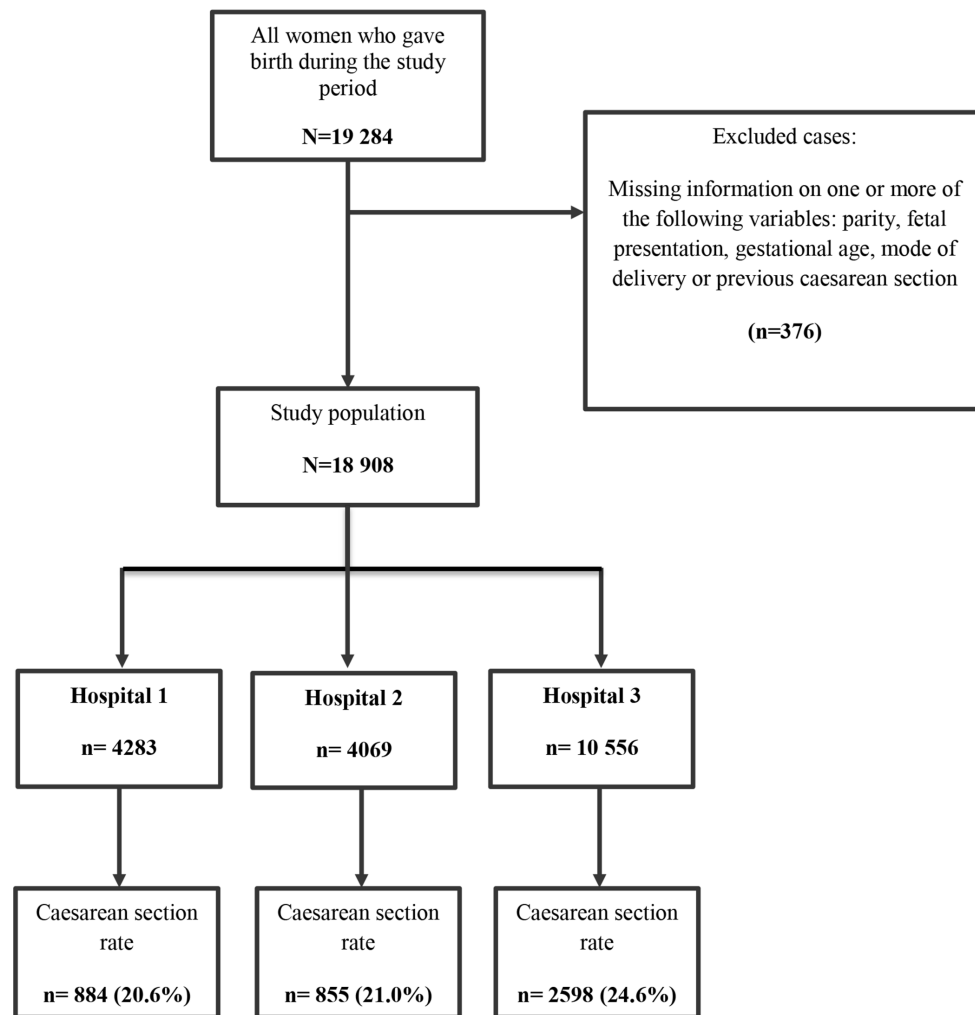 All women who gave
birth during the study
period
N=19 284
Excluded cases:
Missing information on one or more of
the following variables: parity, fetal
presentation, gestational age, mode of
delivery or previous caesarean section
(n=376)
Study population
N=18 908
Hospital 1
n= 4283
Hospital 2
n= 4069
Hospital 3
n= 10 556
Caesarean section
rate
n= 884 (20.6%)
Caesarean section
rate
n= 855 (21.0%)
Caesarean section
rate
n= 2598 (24.6%)